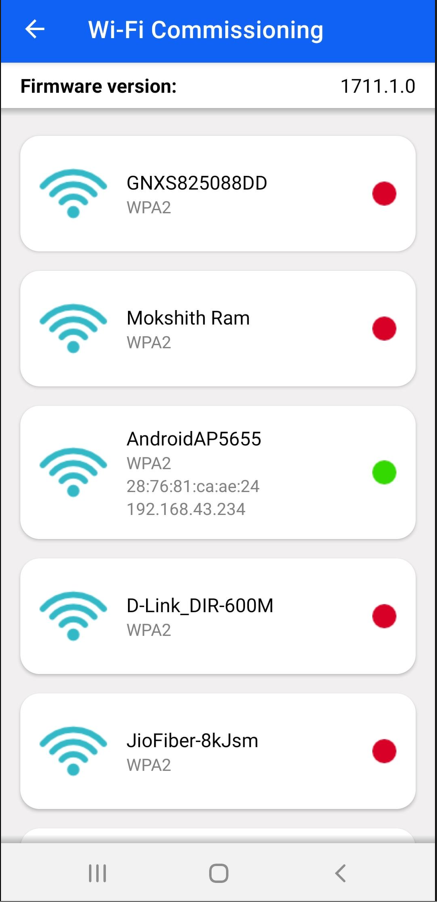 Wi-Fi Commissioning
Firmware version: 1711.1.0
GNXS825088DD
WPA2
Mokshith Ram
WPA2
AndroidAP5655
WPA2
28:76:81:ca:ae:24
192.168.43.234
D-Link_DIR-600M
WPA2
JioFiber-8kJsm
WPA2